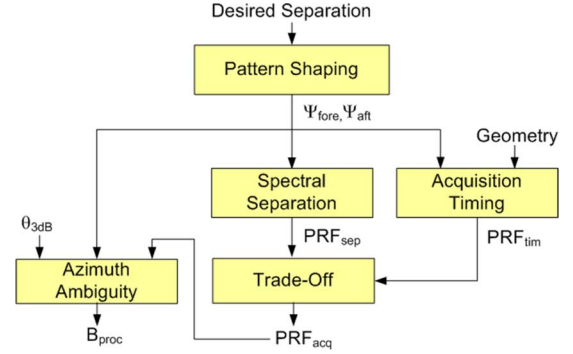 Desired Separation
Pattern Shaping
Ψfore,Ψaft
Geometry
Spectral
Separation
Acquisition
Timing
θ3dB
PRFsep
PRFtim
Azimuth
Ambiguity
Trade-Off
Bproc
PRFacq